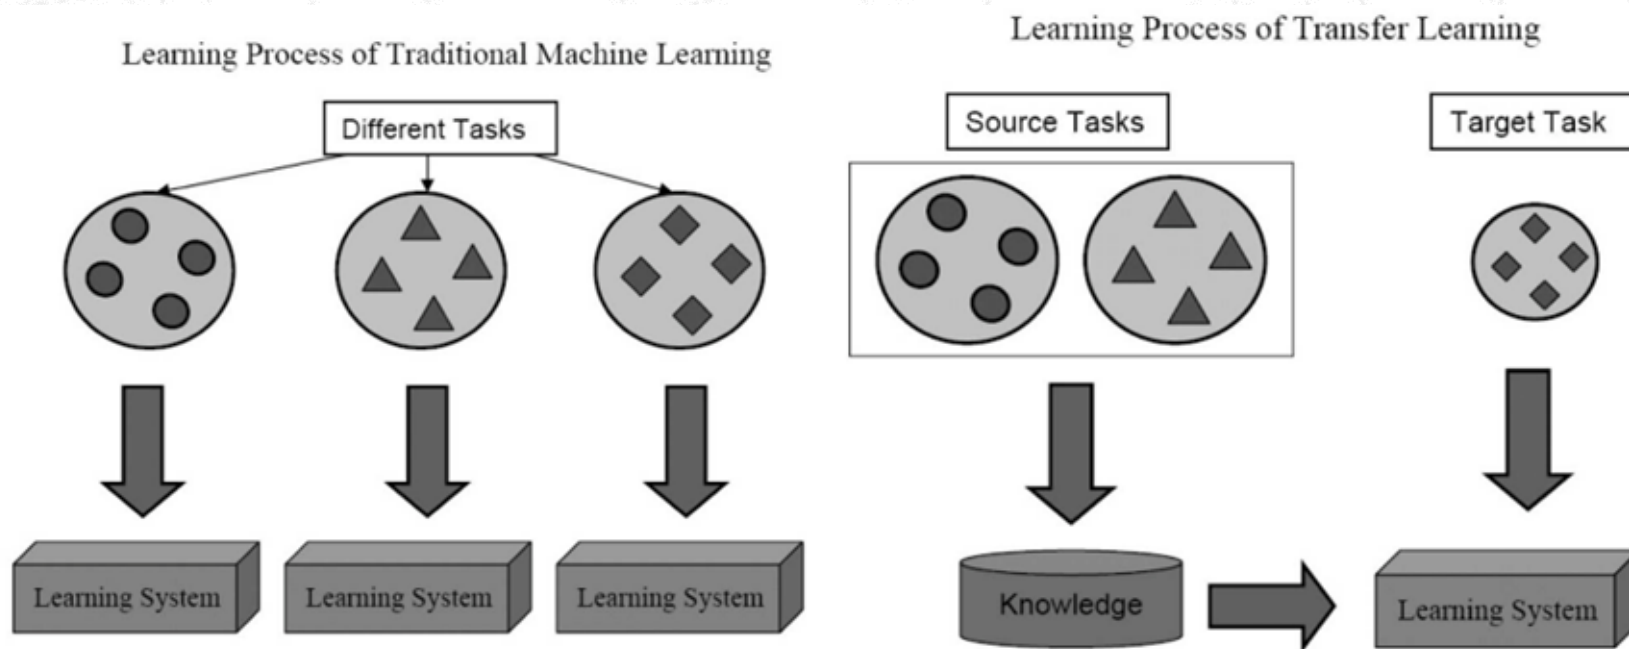 Learning Process of Traditional Machine Learning
Different Tasks
Learning System
Learning System
Learning System
Learning Process of Transfer Learning
Source Tasks
Target Task
Knowledge
Learning System